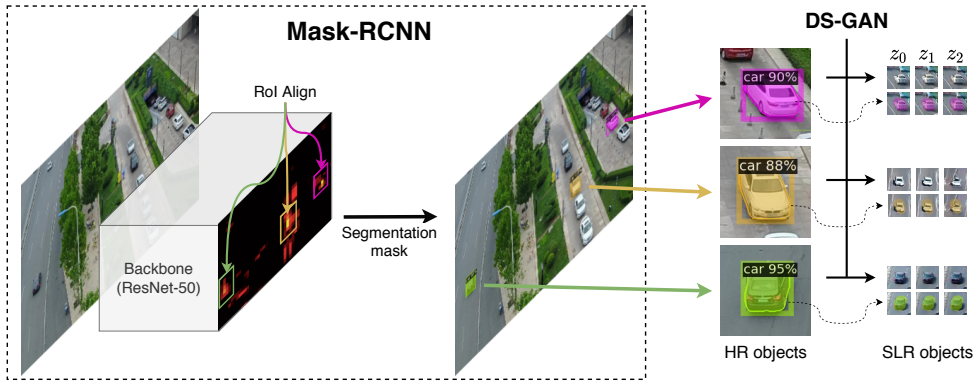 Mask-RCNN
DS-GAN
RoI Align
Backbone
(ResNet-50)
Segmentation
mask
car 90%
car 88%
car 95%
z0 z1 z2
HR objects
SLR objects